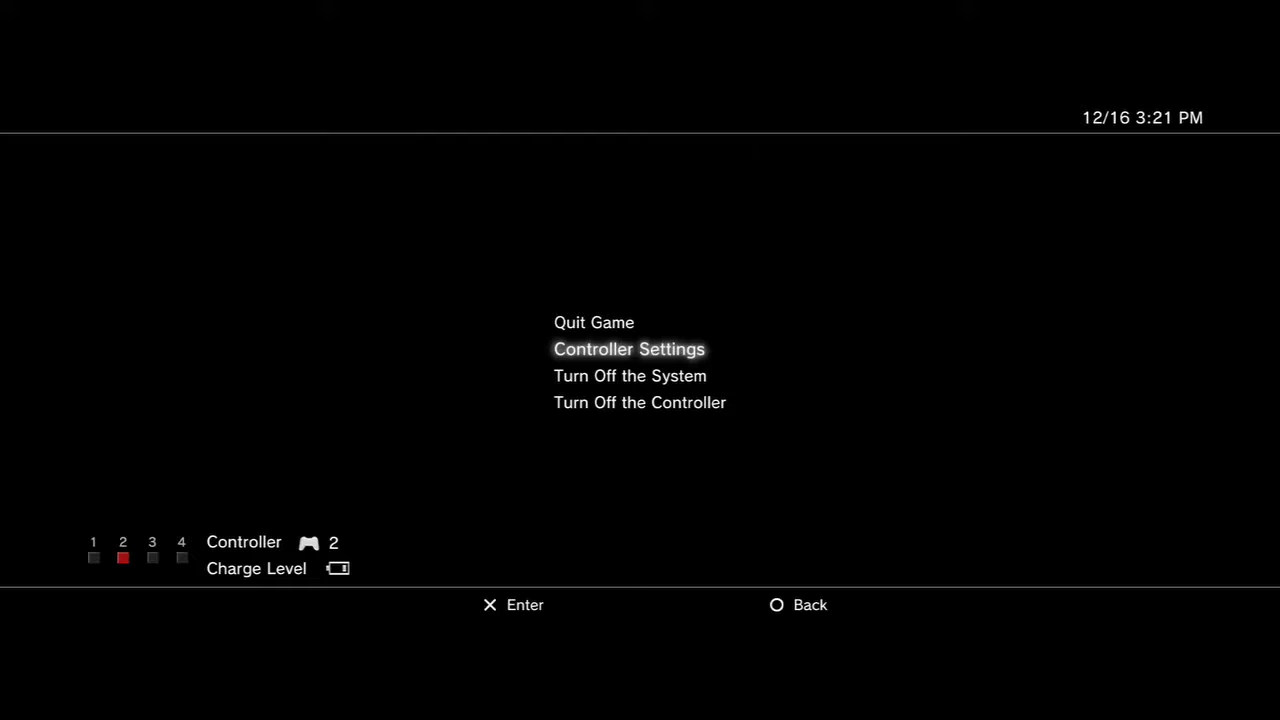 12/16 3:21 PM
Quit Game
Controller Settings
Turn Off the System
Turn Off the Controller
1 2 3 4 Controller 2
Charge Level
Enter Back